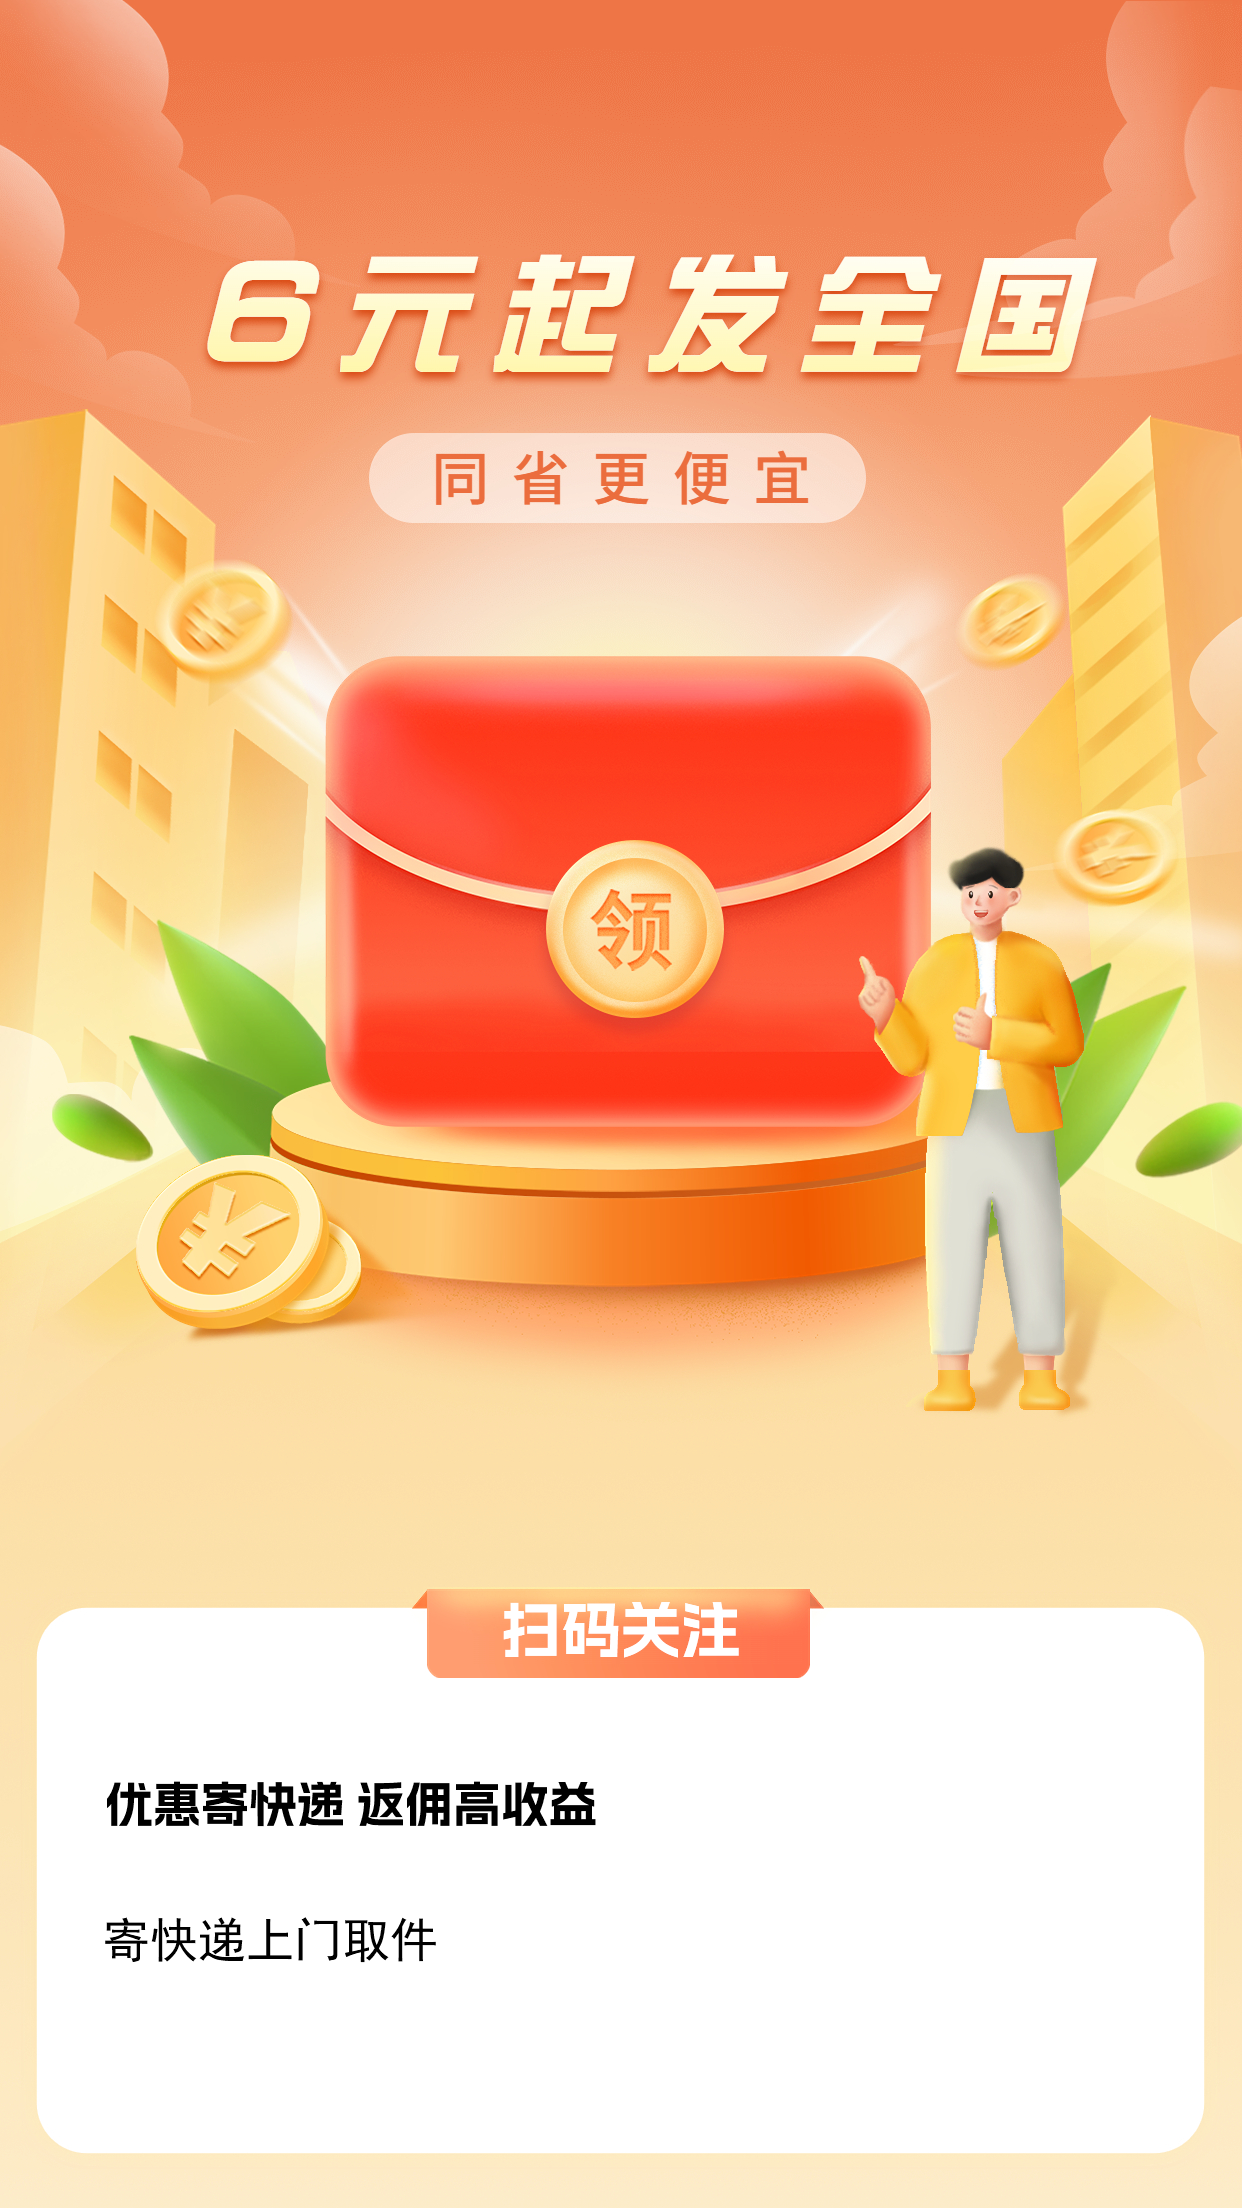 6元起发全国
同省更便宜
领
¥
扫码关注
优惠寄快递 返佣高收益
寄快递上门取件